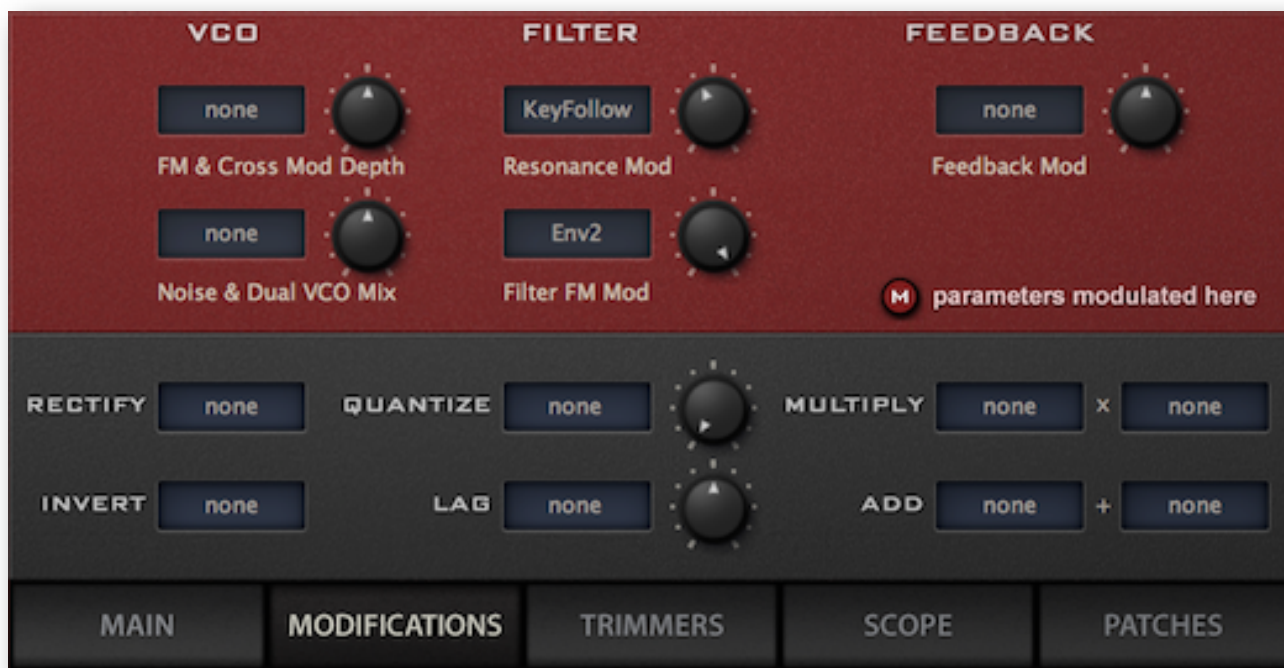 VCO FILTER FEEDBACK
none KeyFollow none
FM & Cross Mod Depth Resonance Mod Feedback Mod
none Env2
Noise & Dual VCO Mix Filter FM Mod M parameters modulated here
RECTIFY none QUANTIZE none MULTIPLY none x none
INVERT none LAG none ADD none + none
MAIN MODIFICATIONS TRIMMERS SCOPE PATCHES